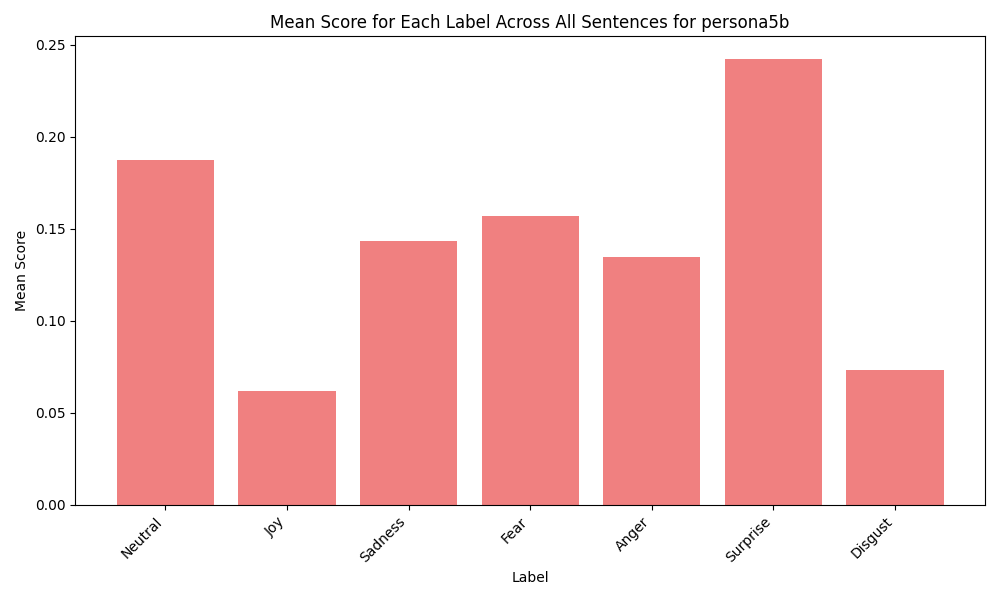 Mean Score for Each Label Across All Sentences for persona5b
Mean Score
0.25
0.20
0.15
0.10
0.05
0.00
Neutral
Joy
Sadness
Fear
Anger
Surprise
Disgust
Label